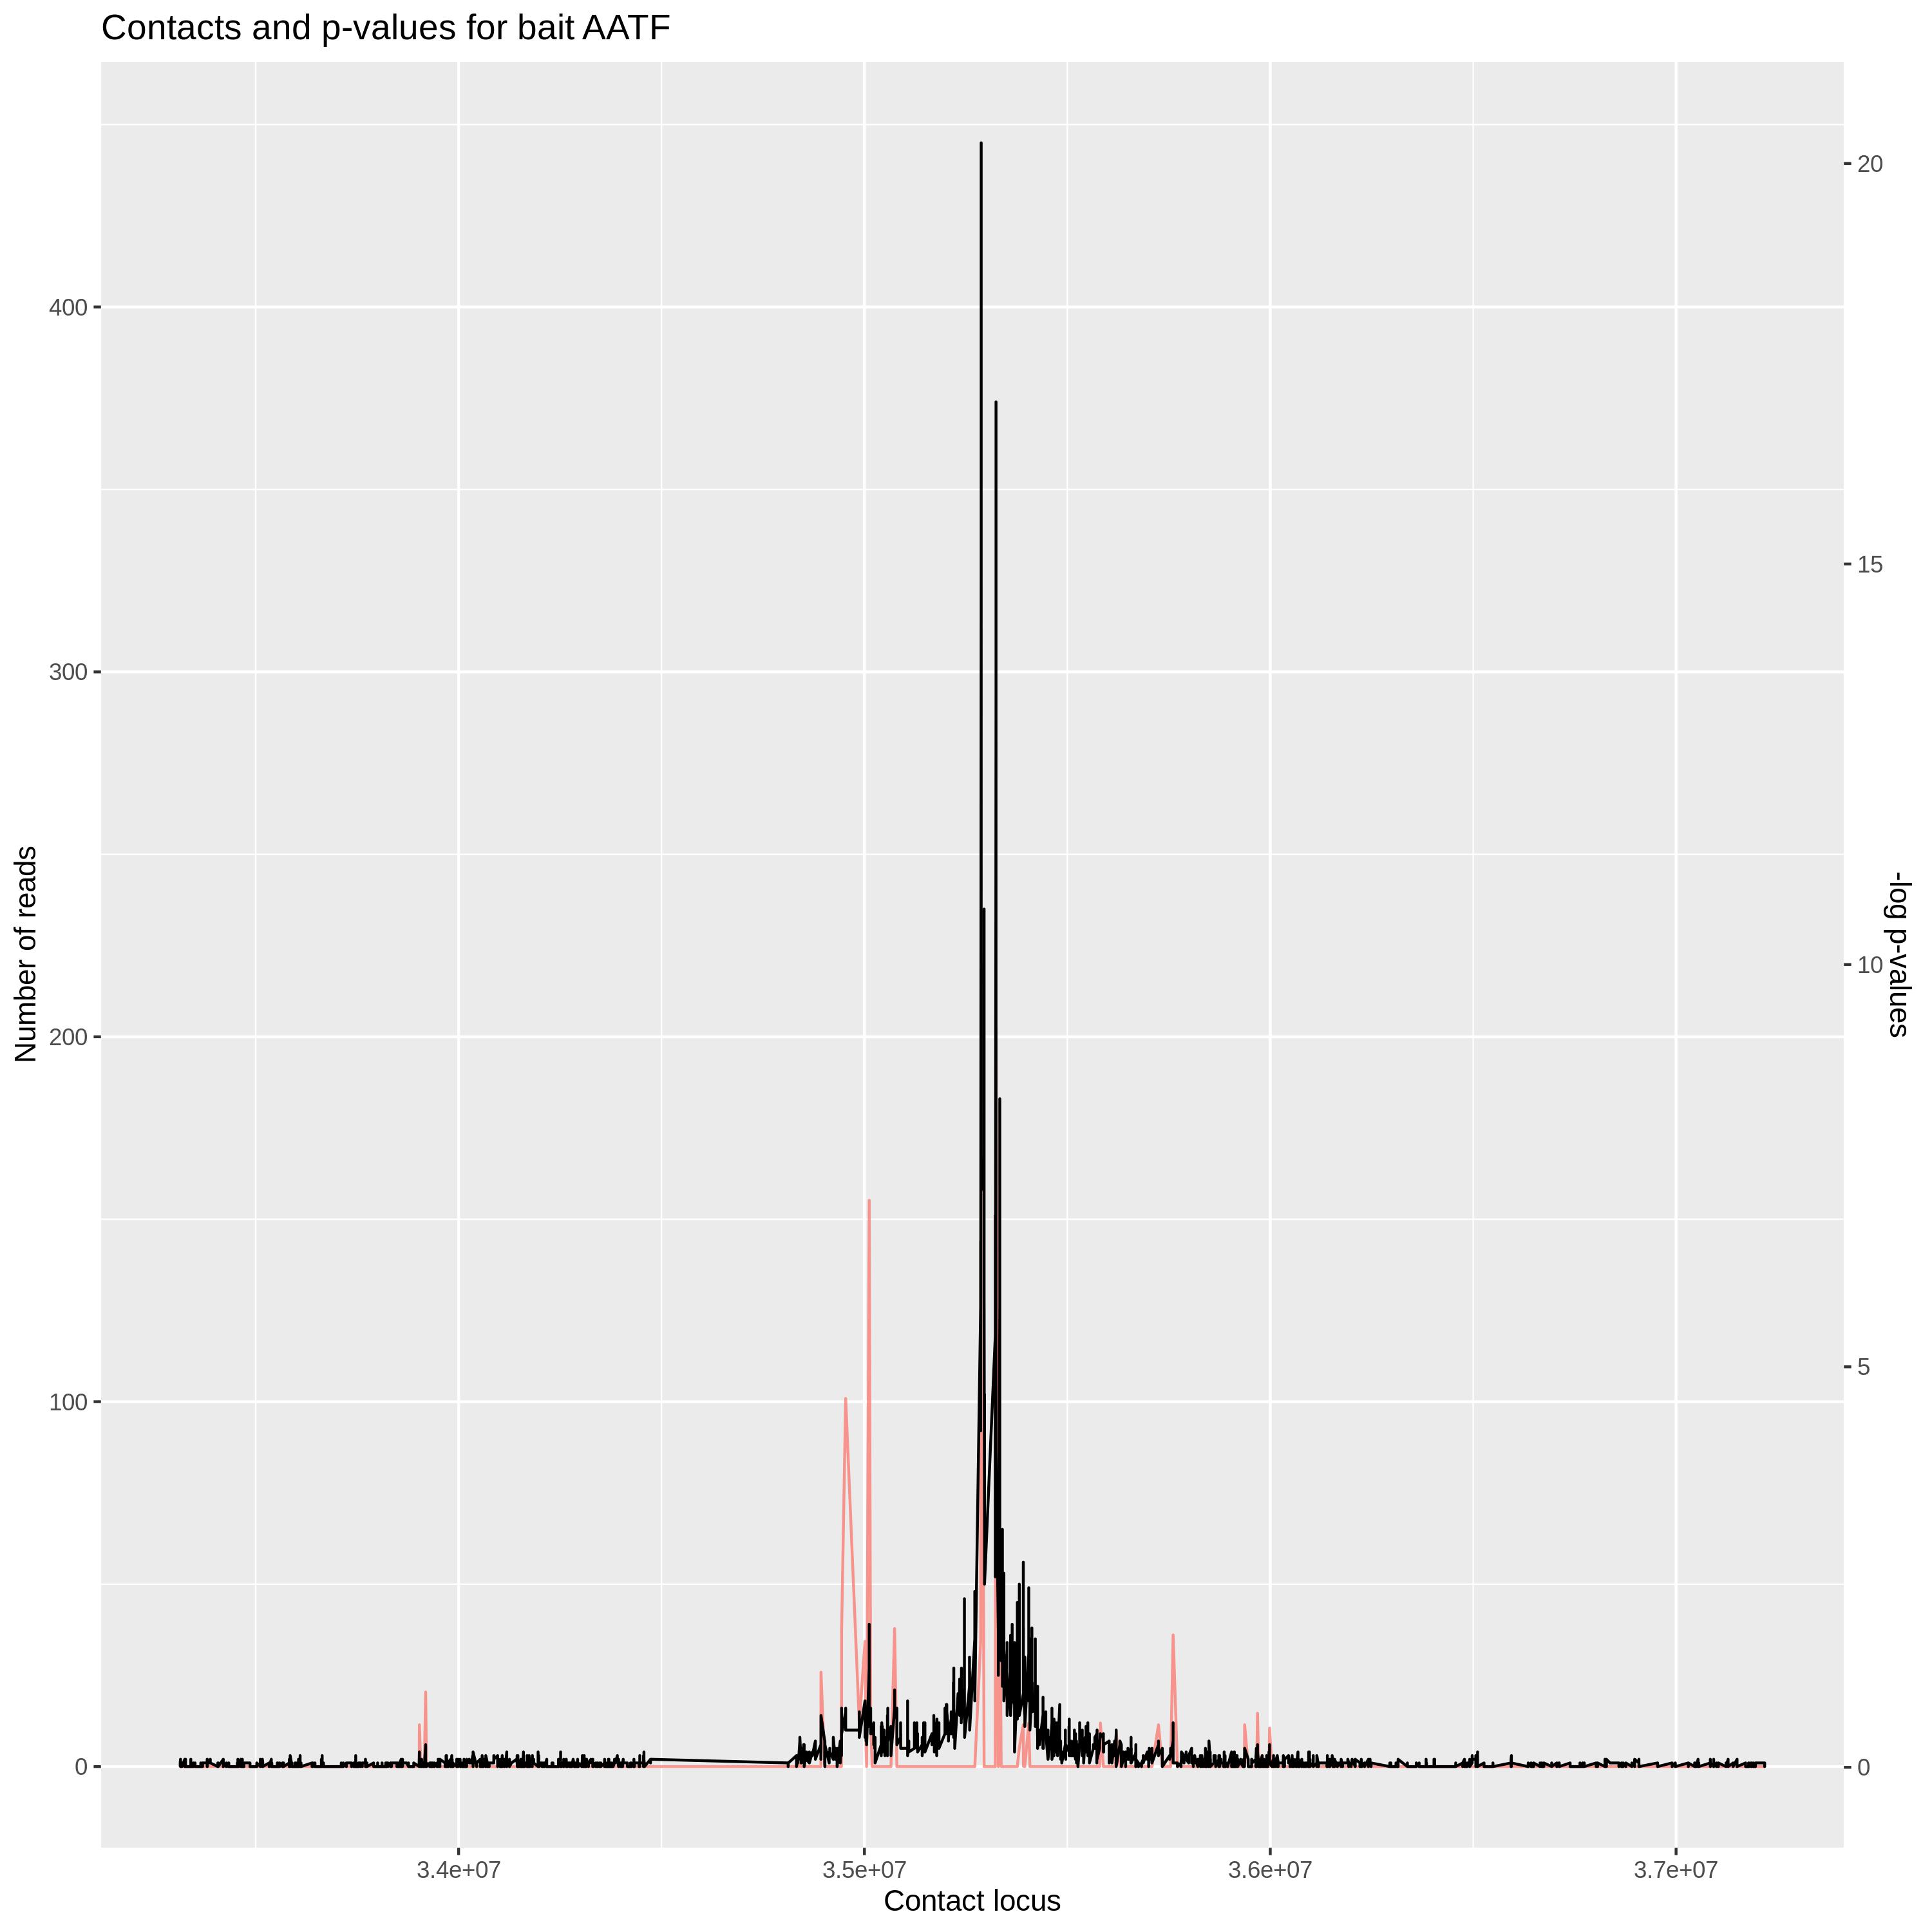 Contacts and p-values for bait AATF
Number of reads
400
300
200
100
0
20
15
10
5
0
-log p-values
3.4e+07
3.5e+07
3.6e+07
3.7e+07
Contact locus